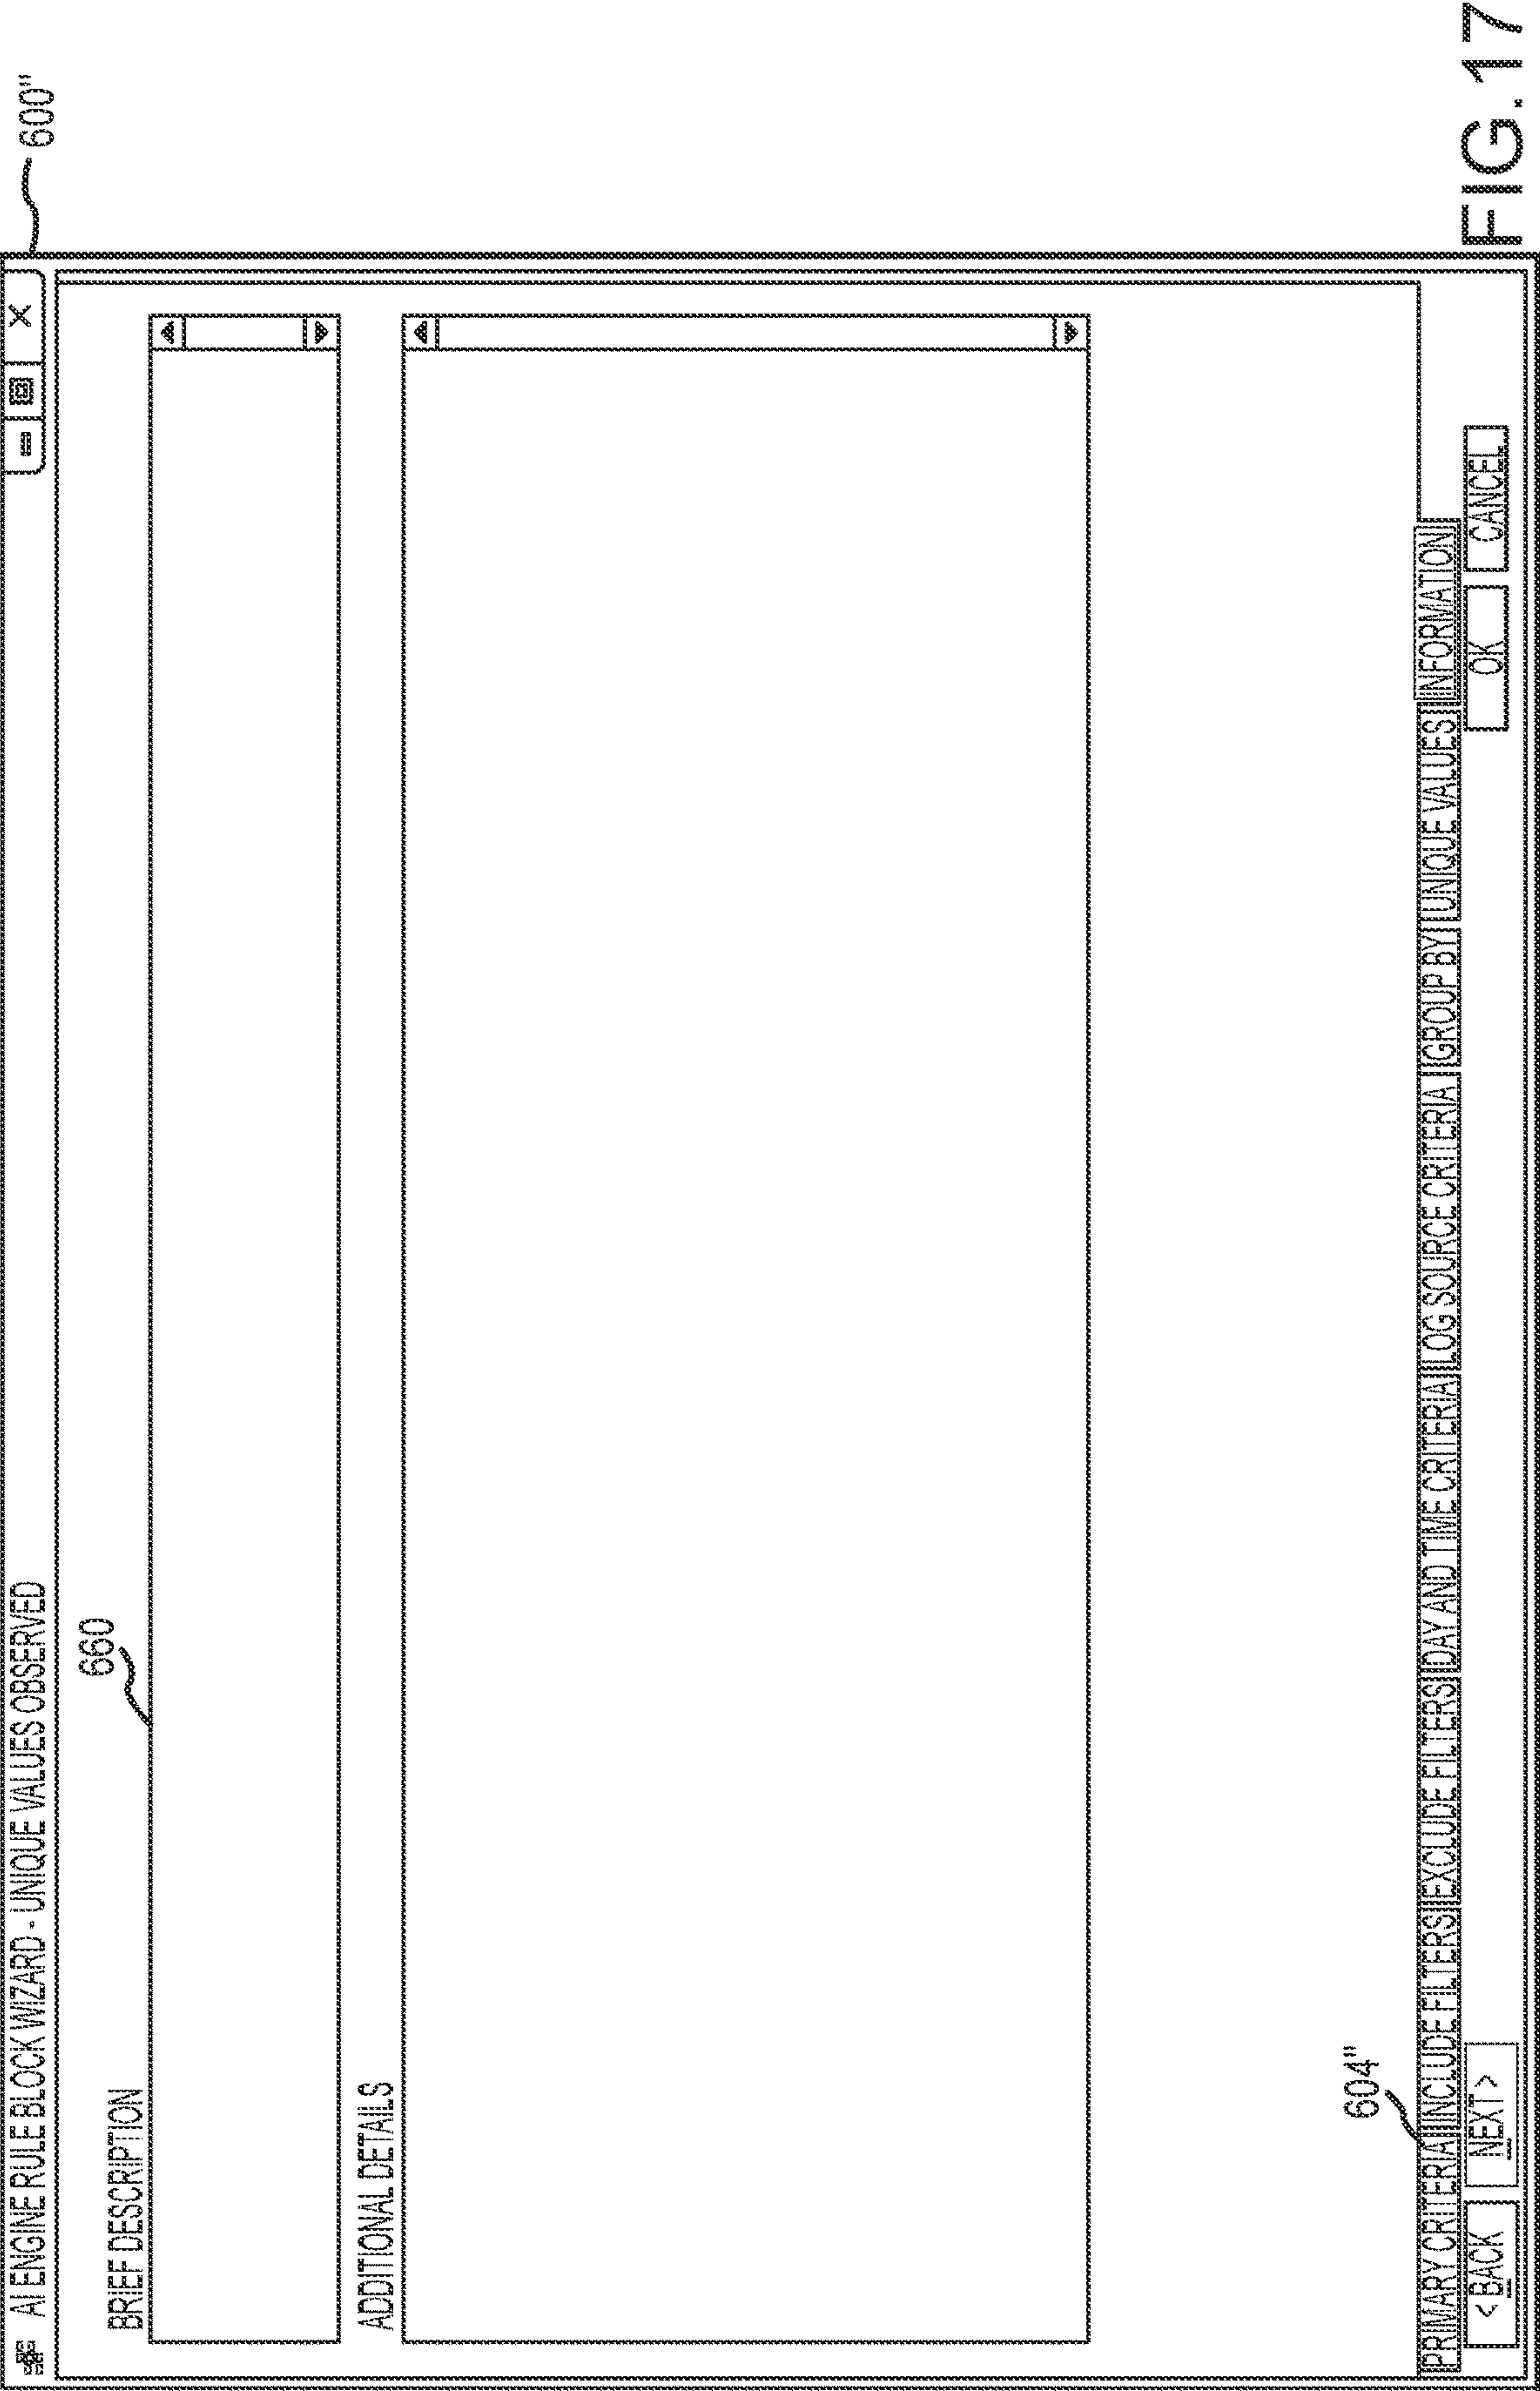 600"
AI ENGINE RULE BLOCK WIZARD - UNIQUE VALUES OBSERVED
X
660
BRIEF DESCRIPTION
ADDITIONAL DETAILS
604"
PRIMARY CRITERIA INCLUDE FILTERS EXCLUDE FILTERS DAY AND TIME CRITERIA LOG SOURCE CRITERIA GROUP BY UNIQUE VALUES INFORMATION
< BACK NEXT > OK CANCEL
FIG.17